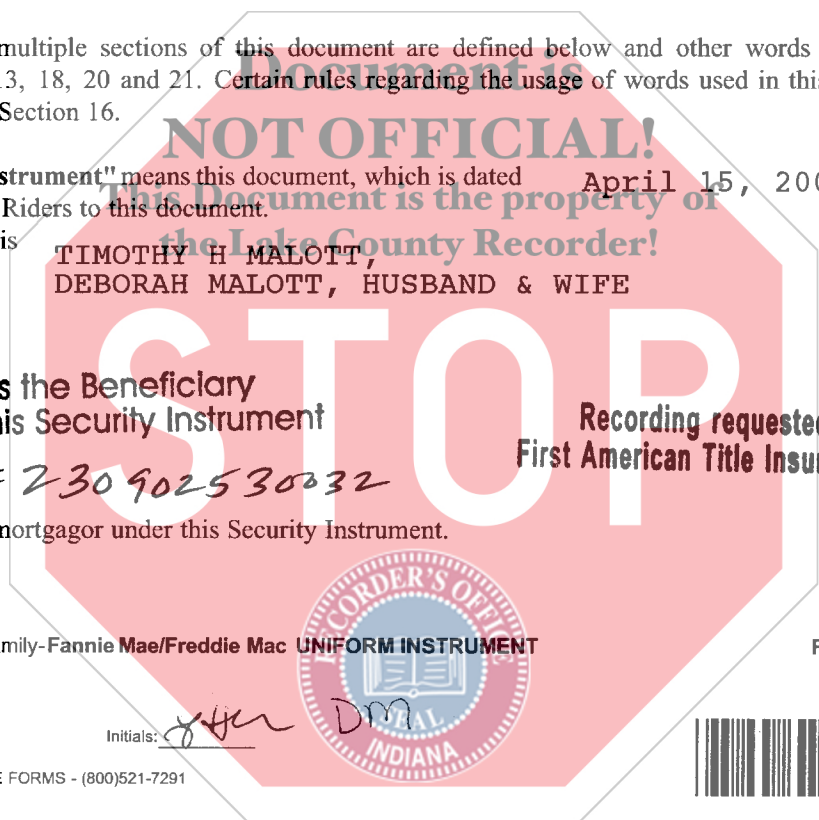 multiple sections of this document are defined below and other words
Document is
13, 18, 20 and 21. Certain rules regarding the usage of words used in this
Section 16.
NOT OFFICIAL!
strument" means this document, which is dated April 15, 200
This Document is the property of
Riders to this document.
the Lake County Recorder!
is
TIMOTHY H MALOTT,
DEBORAH MALOTT, HUSBAND & WIFE
STOP
s the Beneficiary
is Security Instrument
Recording requested
First American Title Insu
230902530032
mortgagor under this Security Instrument.
RECORDER'S OFFICE
mily-Fannie Mae/Freddie Mac UNIFORM INSTRUMENT
F
Initials: DM
SEAL
INDIANA
E FORMS - (800)521-7291